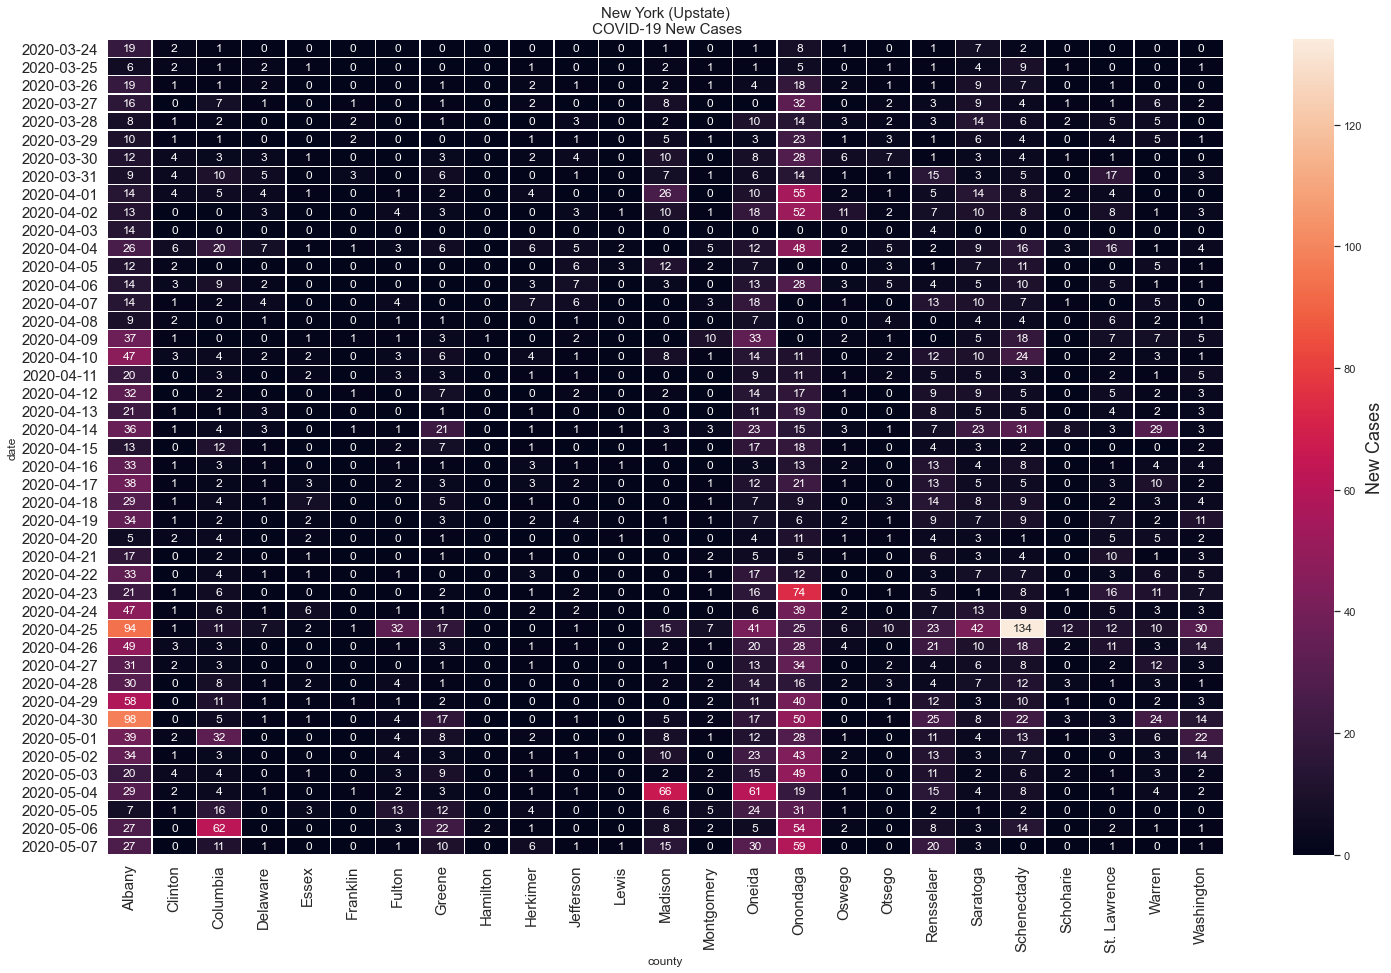 New York (Upstate)
COVID-19 New Cases
2020-03-24 19 2 1 0 0 0 0 0 0 0 0 0 1 0 1 8 1 0 1 7 2 0 0 0 0
2020-03-25 6 2 1 2 1 0 0 0 0 1 0 0 2 1 1 5 0 1 1 4 9 1 0 0 1
2020-03-26 19 1 1 2 0 0 0 1 0 2 1 0 2 1 4 18 2 1 1 9 7 0 1 0 0
2020-03-27 16 0 7 1 0 1 0 1 0 2 0 0 8 0 0 32 0 2 3 9 4 1 1 6 2
2020-03-28 8 1 2 0 0 2 0 1 0 0 3 0 2 0 10 14 3 2 3 14 6 2 5 5 0
2020-03-29 10 1 1 0 0 2 0 0 0 1 1 0 5 1 3 23 1 3 1 6 4 0 4 5 1
2020-03-30 12 4 3 3 1 0 0 3 0 2 4 0 10 0 8 28 6 7 1 3 4 1 1 0 0
2020-03-31 9 4 10 5 0 3 0 6 0 0 1 0 7 1 6 14 1 1 15 3 5 0 17 0 3
2020-04-01 14 4 5 4 1 0 1 2 0 4 0 0 26 0 10 55 2 1 5 14 8 2 4 0 0
2020-04-02 13 0 0 3 0 0 4 3 0 0 3 1 10 1 18 52 11 2 7 10 8 0 8 1 3
2020-04-03 14 0 0 0 0 0 0 0 0 0 0 0 0 0 0 0 0 0 4 0 0 0 0 0 0
2020-04-04 26 6 20 7 1 1 3 6 0 6 5 2 0 5 12 48 2 5 2 9 16 3 16 1 4
2020-04-05 12 2 0 0 0 0 0 0 0 0 6 3 12 2 7 0 0 3 1 7 11 0 0 5 1
2020-04-06 14 3 9 2 0 0 0 0 0 3 7 0 3 0 13 28 3 5 4 5 10 0 5 1 1
2020-04-07 14 1 2 4 0 0 4 0 0 7 6 0 0 3 18 0 1 0 13 10 7 1 0 5 0
2020-04-08 9 2 0 1 0 0 1 1 0 0 1 0 0 0 7 0 0 4 0 4 4 0 6 2 1
2020-04-09 37 1 0 0 1 1 1 3 1 0 2 0 0 10 33 0 2 1 0 5 18 0 7 7 5
2020-04-10 47 3 4 2 2 0 3 6 0 4 1 0 8 1 14 11 0 2 12 10 24 0 2 3 1
2020-04-11 20 0 3 0 2 0 3 3 0 1 1 0 0 0 9 11 1 2 5 5 3 0 2 1 5
2020-04-12 32 0 2 0 0 1 0 7 0 0 2 0 2 0 14 17 1 0 9 9 5 0 5 2 3
2020-04-13 21 1 1 3 0 0 0 1 0 1 0 0 0 0 11 19 0 0 8 5 5 0 4 2 3
2020-04-14 36 1 4 3 0 1 1 21 0 1 1 1 3 3 23 15 3 1 7 23 31 8 3 29 3
2020-04-15 13 0 12 1 0 0 2 7 0 1 0 0 1 0 17 18 1 0 4 3 2 0 0 0 2
2020-04-16 33 1 3 1 0 0 1 1 0 3 1 1 0 0 3 13 2 0 13 4 8 0 1 4 4
2020-04-17 38 1 2 1 3 0 2 3 0 3 2 0 0 1 12 21 1 0 13 5 5 0 3 10 2
2020-04-18 29 1 4 1 7 0 0 5 0 1 0 0 0 1 7 9 0 3 14 8 9 0 2 3 4
2020-04-19 34 1 2 0 2 0 0 3 0 2 4 0 1 1 7 6 2 1 9 7 9 0 7 2 11
2020-04-20 5 2 4 0 2 0 0 1 0 0 0 1 0 0 4 11 1 1 4 3 1 0 5 5 2
2020-04-21 17 0 2 0 1 0 0 1 0 1 0 0 0 2 5 5 1 0 6 3 4 0 10 1 3
2020-04-22 33 0 4 1 1 0 1 0 0 3 0 0 0 1 17 12 0 0 3 7 7 0 3 6 5
2020-04-23 21 1 6 0 0 0 0 2 0 1 2 0 0 1 16 74 0 1 5 1 8 1 16 11 7
2020-04-24 47 1 6 1 6 0 1 1 0 2 2 0 0 0 6 39 2 0 7 13 9 0 5 3 3
2020-04-25 94 1 11 7 2 1 32 17 0 0 1 0 15 7 41 25 6 10 23 42 134 12 12 10 30
2020-04-26 49 3 3 0 0 0 1 3 0 1 1 0 2 1 20 28 4 0 21 10 18 2 11 3 14
2020-04-27 31 2 3 0 0 0 0 1 0 1 0 0 1 0 13 34 0 2 4 6 8 0 2 12 3
2020-04-28 30 0 8 1 2 0 4 1 0 0 0 0 2 2 14 16 2 3 4 7 12 3 1 3 1
2020-04-29 58 0 11 1 1 1 1 2 0 0 0 0 0 2 11 40 0 1 12 3 10 1 0 2 3
2020-04-30 98 0 5 1 1 0 4 17 0 3 0 0 5 2 17 50 0 1 25 8 22 3 3 24 14
2020-05-01 39 2 32 0 0 0 4 8 0 2 0 0 8 1 12 28 1 0 11 4 13 1 3 6 22
2020-05-02 34 1 3 0 0 0 4 3 0 1 1 0 10 0 23 43 2 0 13 3 7 0 0 3 14
2020-05-03 20 4 4 0 1 0 3 9 0 1 0 0 2 2 15 49 0 0 11 2 6 2 1 3 2
2020-05-04 29 2 4 1 0 1 2 3 0 1 1 0 66 0 61 19 1 0 15 4 8 0 1 4 2
2020-05-05 7 1 16 0 3 0 13 12 0 4 0 0 6 5 24 31 1 0 2 1 2 0 0 0 0
2020-05-06 27 0 62 0 0 0 3 22 2 1 0 0 8 2 5 54 2 0 8 3 14 0 2 1 1
2020-05-07 27 0 11 1 0 0 1 10 0 6 1 1 15 0 30 59 0 0 20 3 0 0 1 0 1
date
Albany Clinton Columbia Delaware Essex Franklin Fulton Greene Hamilton Herkimer Jefferson Lewis Madison Montgomery Oneida Onondaga Oswego Otsego Rensselaer Saratoga Schenectady Schoharie St. Lawrence Warren Washington
county
120
100
80
60
40
20
0
New Cases